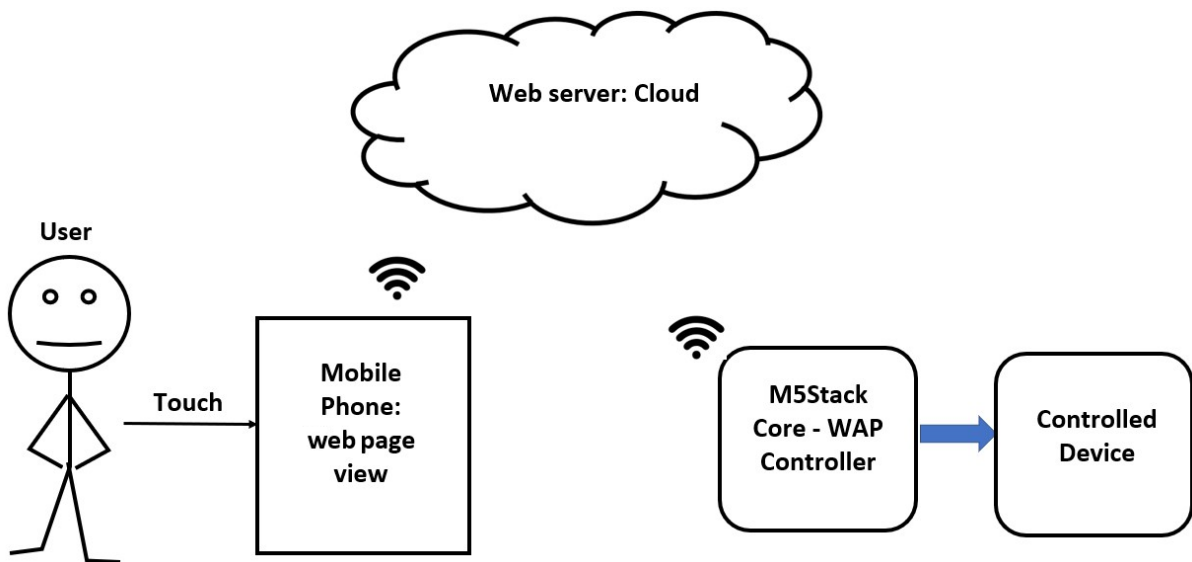 Web server: Cloud
User
Touch
Mobile
Phone:
web page
view
M5Stack
Core - WAP
Controller
Controlled
Device